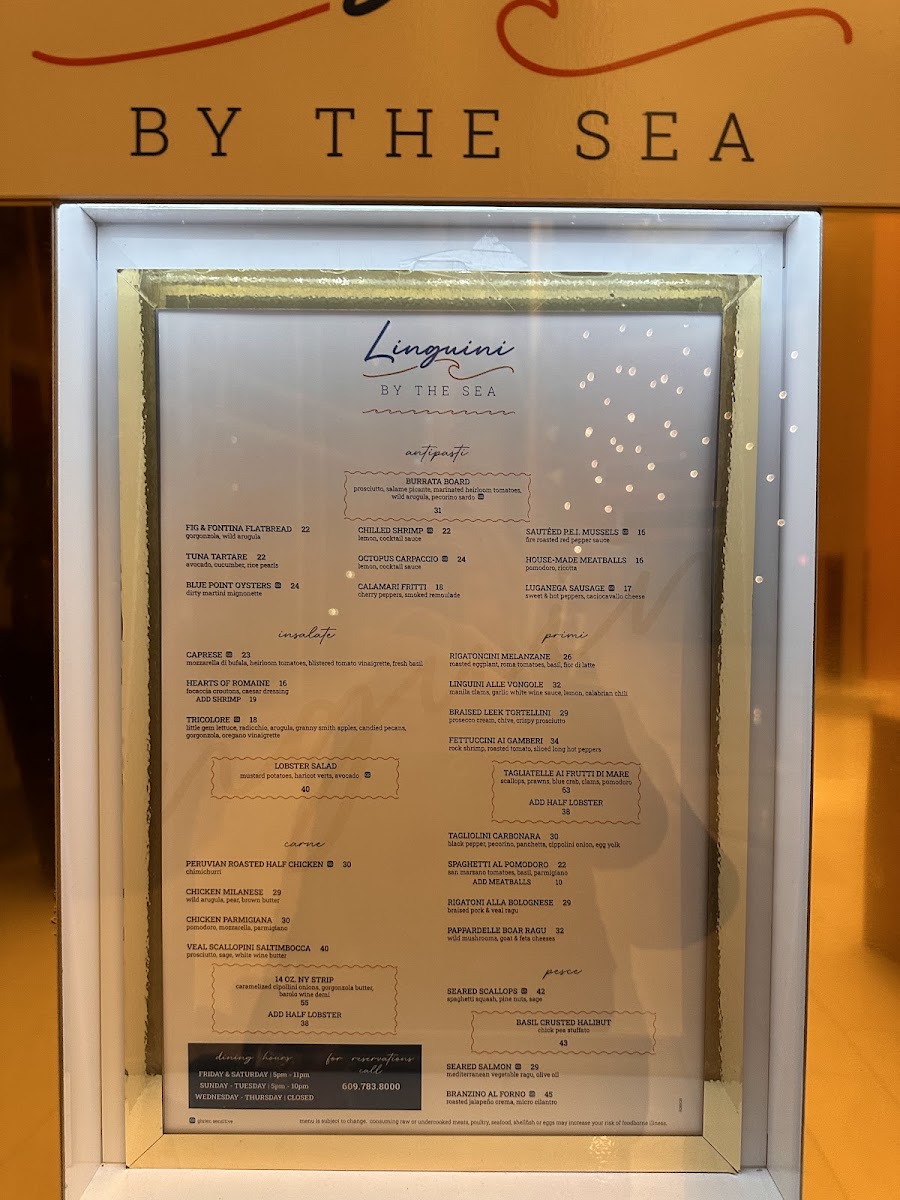 BY THE SEA
Linguini
BY THE SEA
antipasti
BURRATA BOARD
prosciutto, salame picante, marinated heirloom tomatoes,
wild arugula, pecorino sardo
31
FIG & FONTINA FLATBREAD 22
gorgonzola, wild arugula
TUNA TARTARE 22
avocado, cucumber, rice pearls
BLUE POINT OYSTERS 24
dirty martini mignonette
CHILLED SHRIMP 22
lemon, cocktail sauce
OCTOPUS CARPACCIO 24
lemon, cocktail sauce
CALAMARI FRITTI 18
cherry peppers, smoked remoulade
SAUTÉED P.E.I. MUSSELS 16
fire roasted red pepper sauce
HOUSE-MADE MEATBALLS 16
pomodoro, ricotta
LUGANEGA SAUSAGE 17
sweet & hot peppers, caciocavallo cheese
insalate
CAPRESE 23
mozzarella di bufala, heirloom tomatoes, blistered tomato vinaigrette, fresh basil
HEARTS OF ROMAINE 16
focaccia croutons, caesar dressing
ADD SHRIMP 19
TRICOLORE 18
little gem lettuce, radicchio, arugula, granny smith apples, candied pecans,
gorgonzola, oregano vinaigrette
LOBSTER SALAD
mustard potatoes, haricot verts, avocado
40
carne
PERUVIAN ROASTED HALF CHICKEN 30
chimichurri
CHICKEN MILANESE 29
wild arugula, pear, brown butter
CHICKEN PARMIGIANA 30
pomodoro, mozzarella, parmigiano
VEAL SCALLOPINI SALTIMBOCCA 40
prosciutto, sage, white wine butter
14 OZ. NY STRIP
caramelized cipollini onions, gorgonzola butter,
barolo wine demi
55
ADD HALF LOBSTER
38
primi
RIGATONCINI MELANZANE 26
roasted eggplant, roma tomatoes, basil, fior di latte
LINGUINI ALLE VONGOLE 32
manila clams, garlic white wine sauce, lemon, calabrian chili
BRAISED LEEK TORTELLINI 29
prosecco cream, chive, crispy prosciutto
FETTUCCINI AI GAMBERI 34
rock shrimp, roasted tomato, sliced long hot peppers
TAGLIATELLE AI FRUTTI DI MARE
scallops, prawns, blue crab, clams, pomodoro
53
ADD HALF LOBSTER
38
TAGLIOLINI CARBONARA 30
black pepper, pecorino, panchetta, cippolini onion, egg yolk
SPAGHETTI AL POMODORO 22
san marzano tomatoes, basil, parmigiano
ADD MEATBALLS 10
RIGATONI ALLA BOLOGNESE 29
braised pork & veal ragu
PAPPARDELLE BOAR RAGU 32
wild mushrooms, goat & feta cheeses
pesce
SEARED SCALLOPS 42
spaghetti squash, pine nuts, sage
BASIL CRUSTED HALIBUT
chick pea stuffato
43
SEARED SALMON 29
mediterranean vegetable ragu, olive oil
BRANZINO AL FORNO 45
roasted jalapeño crema, micro cilantro
dining hours
FRIDAY & SATURDAY | 5pm - 11pm
SUNDAY - TUESDAY | 5pm - 10pm
WEDNESDAY - THURSDAY | CLOSED
for reservations
call
609.783.8000
gluten sensitive
menu is subject to change. consuming raw or undercooked meats, poultry, seafood, shellfish or eggs may increase your risk of foodborne illness.